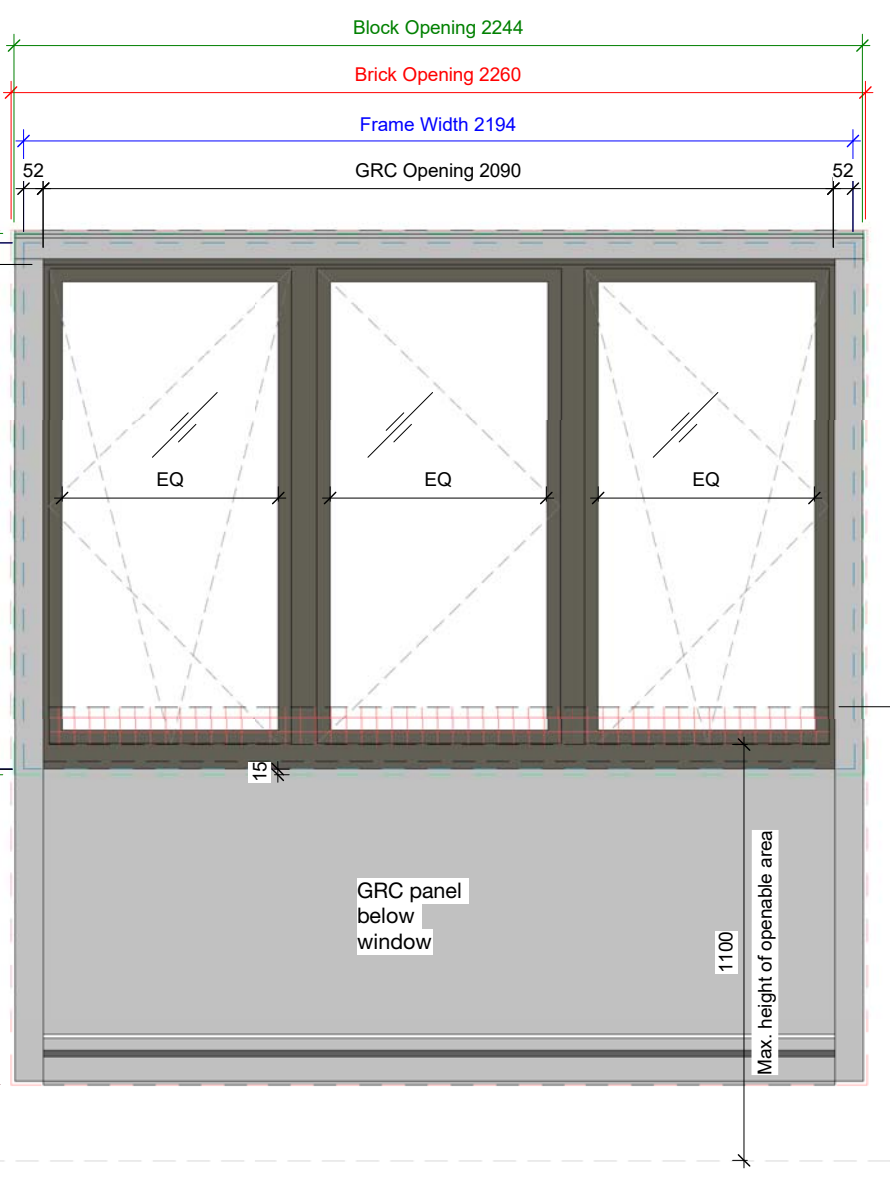 Block Opening 2244
Brick Opening 2260
Frame Width 2194
52
GRC Opening 2090
52
EQ
EQ
EQ
15
GRC panel
below
window
1100
Max. height of openable area